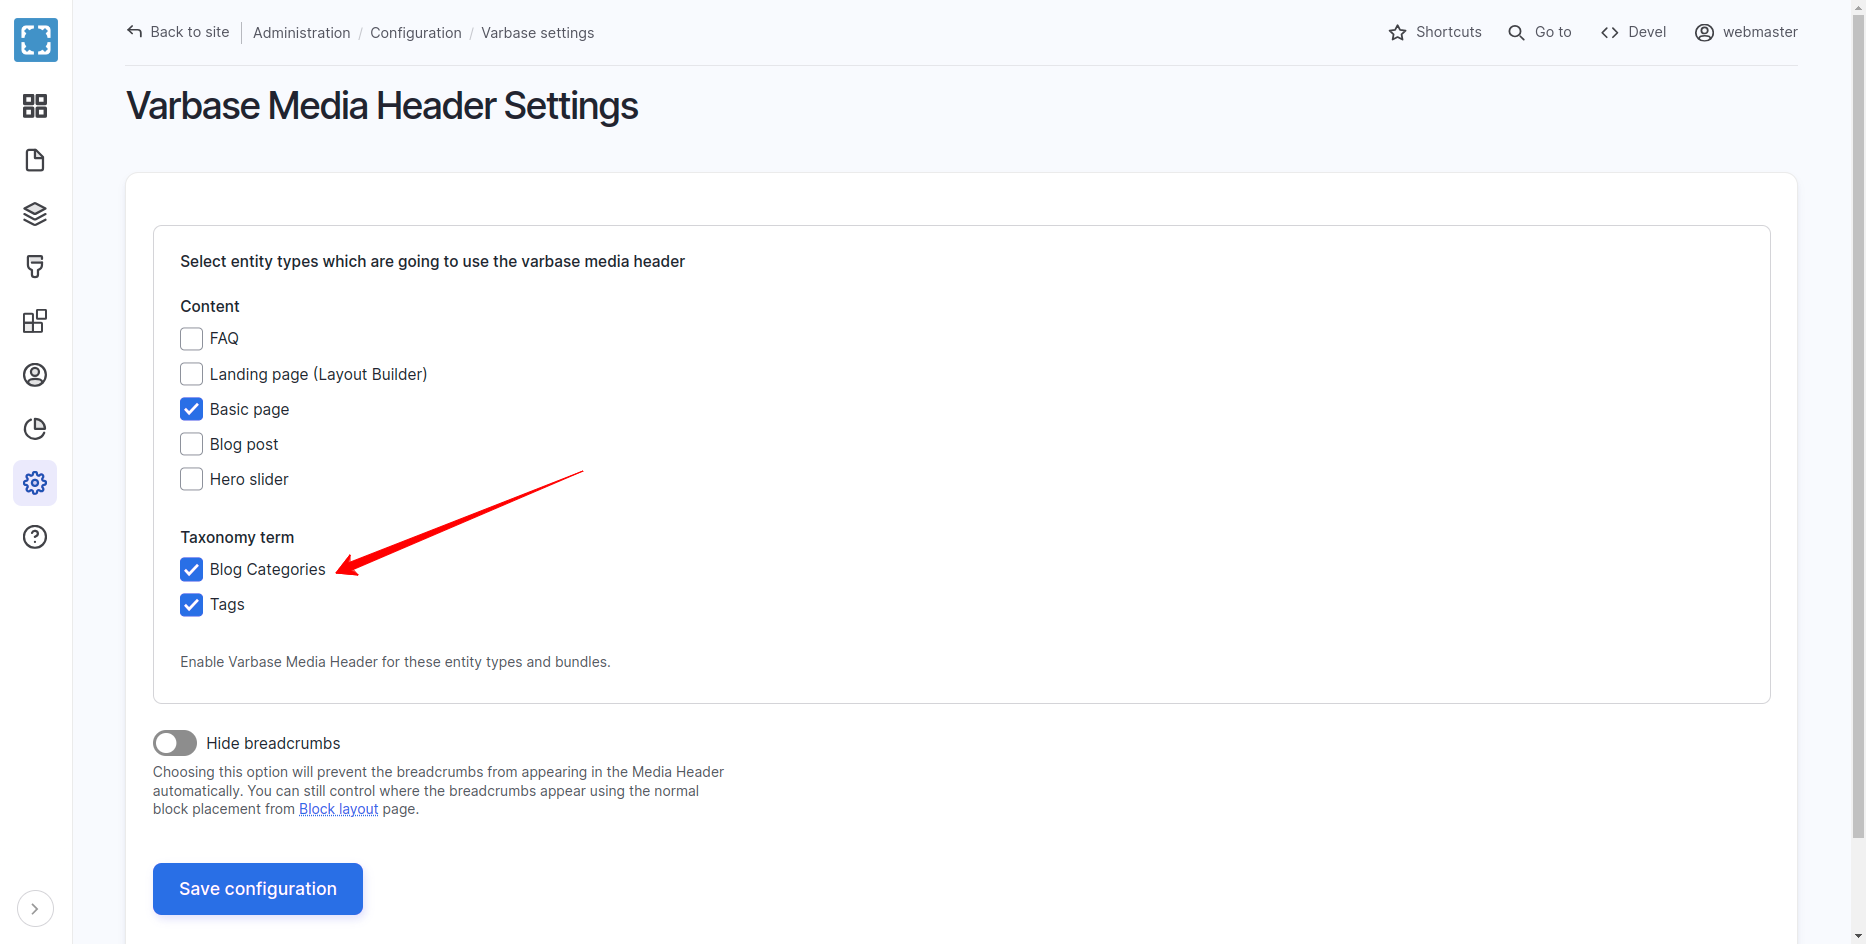 Back to site
Administration / Configuration / Varbase settings
Shortcuts
Go to
Devel
webmaster
Varbase Media Header Settings
Select entity types which are going to use the varbase media header
Content
FAQ
Landing page (Layout Builder)
Basic page
Blog post
Hero slider
Taxonomy term
Blog Categories
Tags
Enable Varbase Media Header for these entity types and bundles.
Hide breadcrumbs
Choosing this option will prevent the breadcrumbs from appearing in the Media Header
automatically. You can still control where the breadcrumbs appear using the normal
block placement from Block layout page.
Save configuration